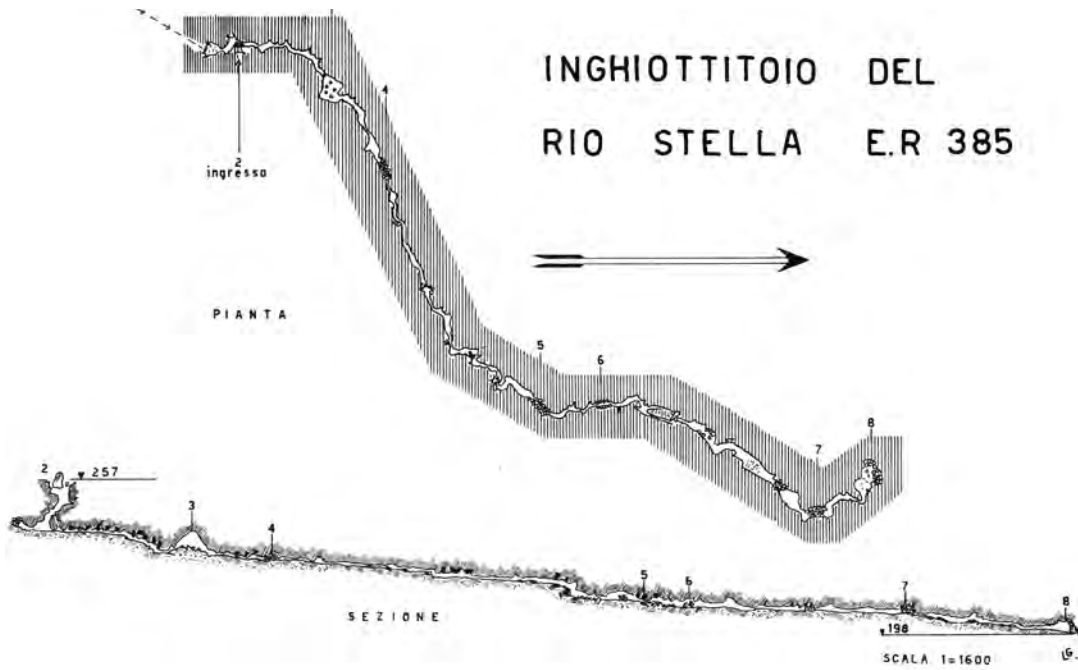 INGHIOTTITOIO DEL
RIO STELLA E.R 385
4
2
ingresso
PIANTA
5
6
7
8
2
257
3
4
5
6
7
8
SEZIONE
198
SCALA 1=1600